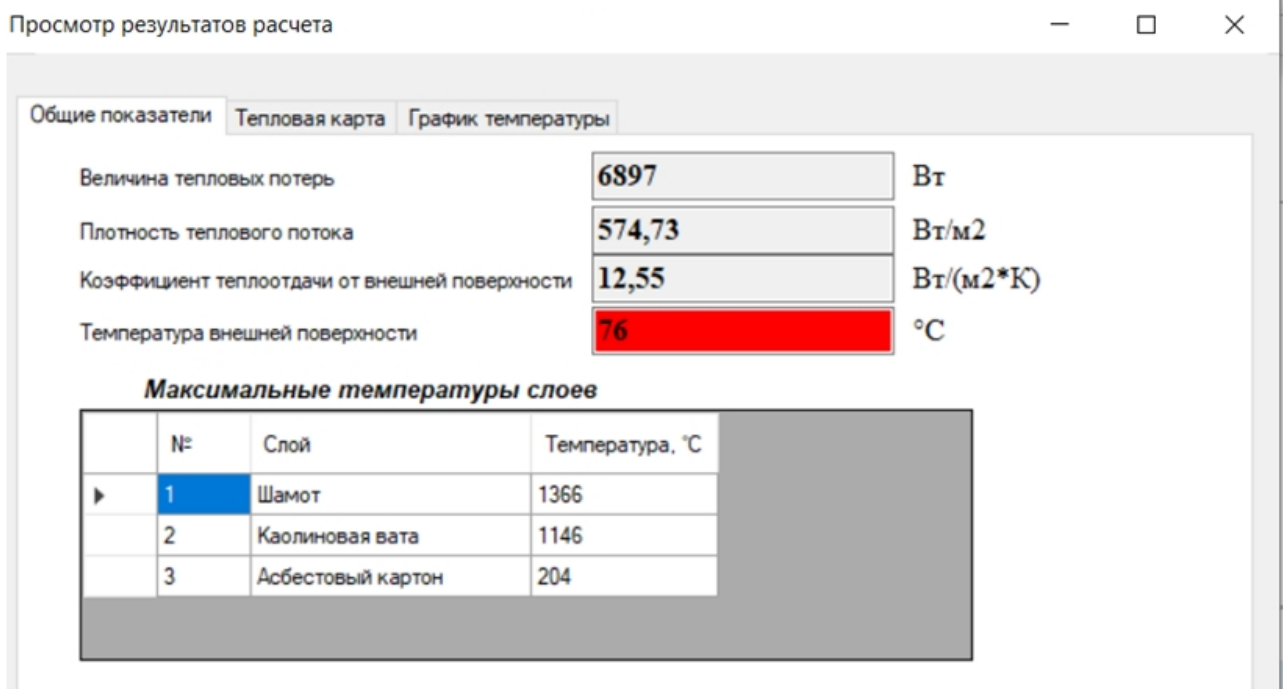 Просмотр результатов расчета
Общие показатели Тепловая карта График температуры
Величина тепловых потерь 6897 Вт
Плотность теплового потока 574,73 Вт/м2
Коэффициент теплоотдачи от внешней поверхности 12,55 Вт/(м2*К)
Температура внешней поверхности 76 °C
Максимальные температуры слоев
№ Слой Температура, °C
1 Шамот 1366
2 Каолиновая вата 1146
3 Асбестовый картон 204